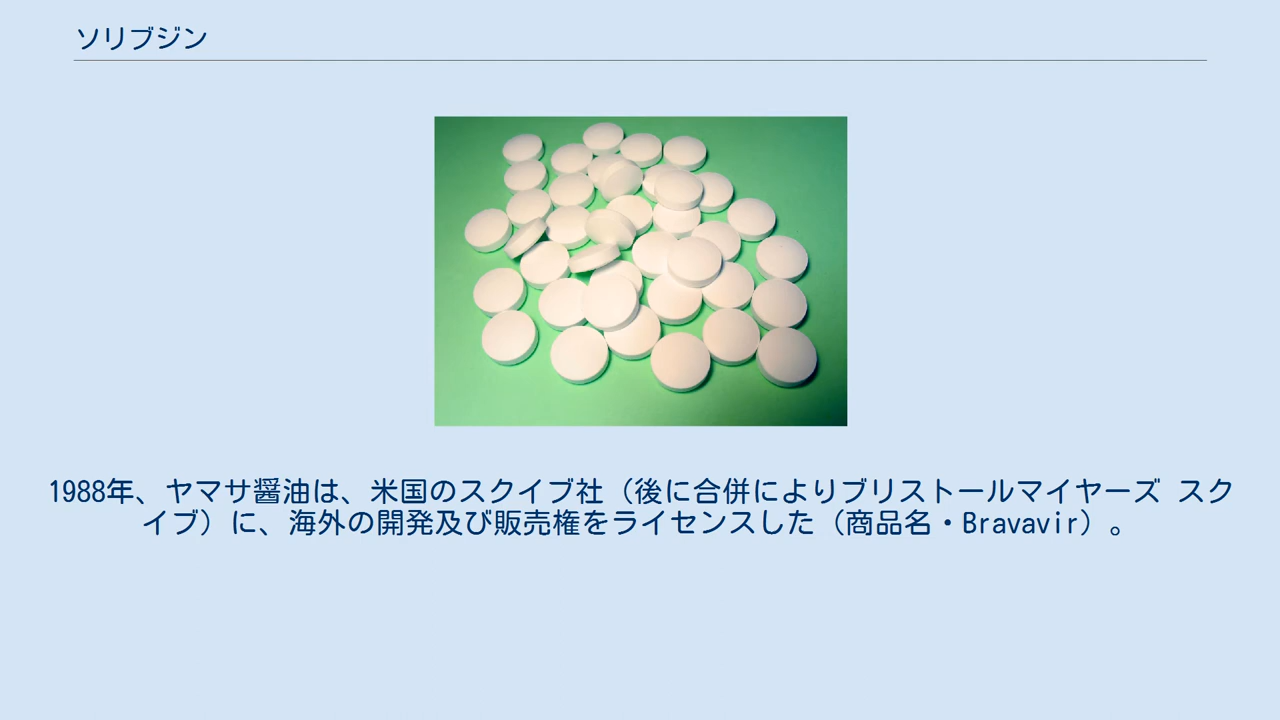 ソリブジン
1988年、ヤマサ醤油は、米国のスクイブ社（後に合併によりブリストールマイヤーズ スク
イブ）に、海外の開発及び販売権をライセンスした（商品名・Bravavir）。